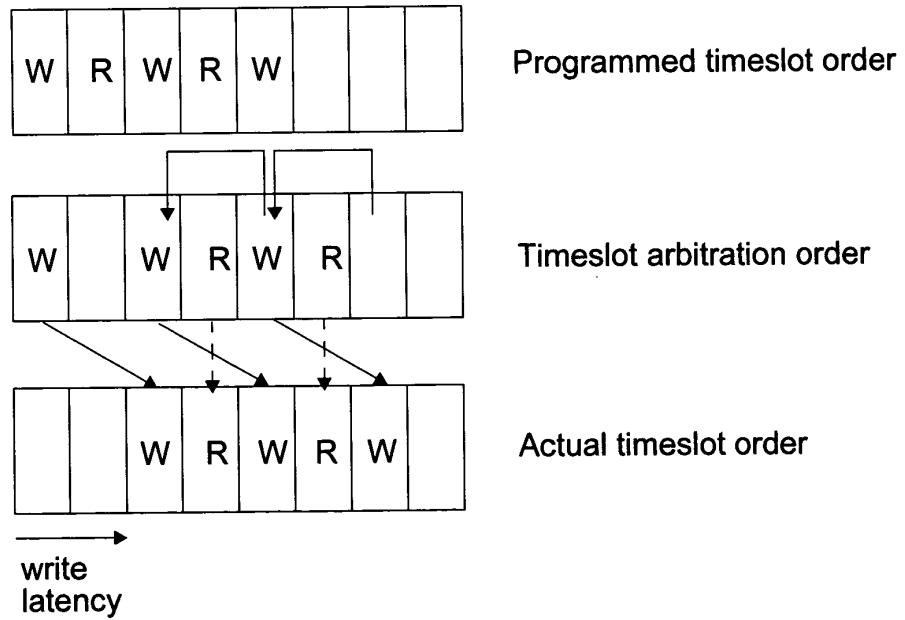 W R W R W
Programmed timeslot order
W W R W R
Timeslot arbitration order
W R W R W
Actual timeslot order
write
latency